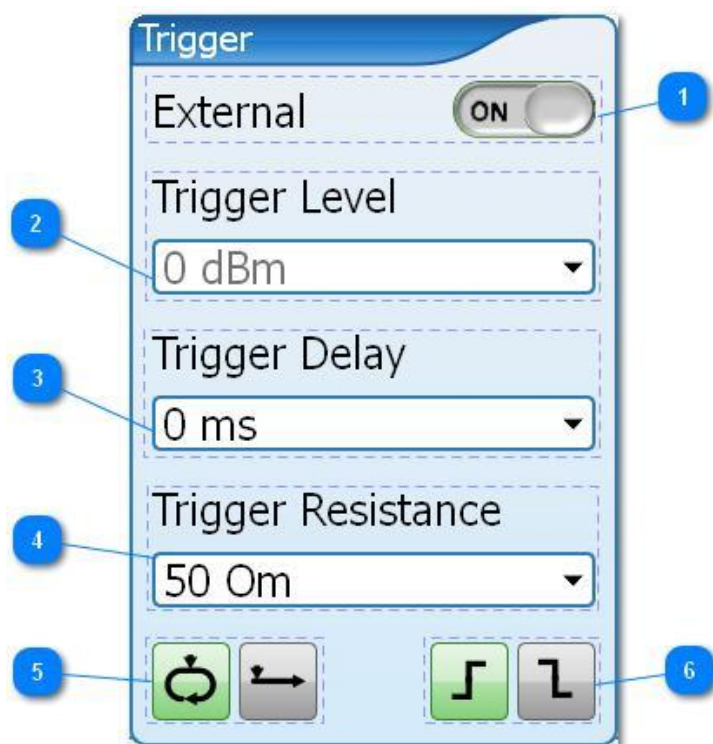 Trigger
External
ON
1
Trigger Level
2
0 dBm
Trigger Delay
3
0 ms
Trigger Resistance
4
50 Om
5
6